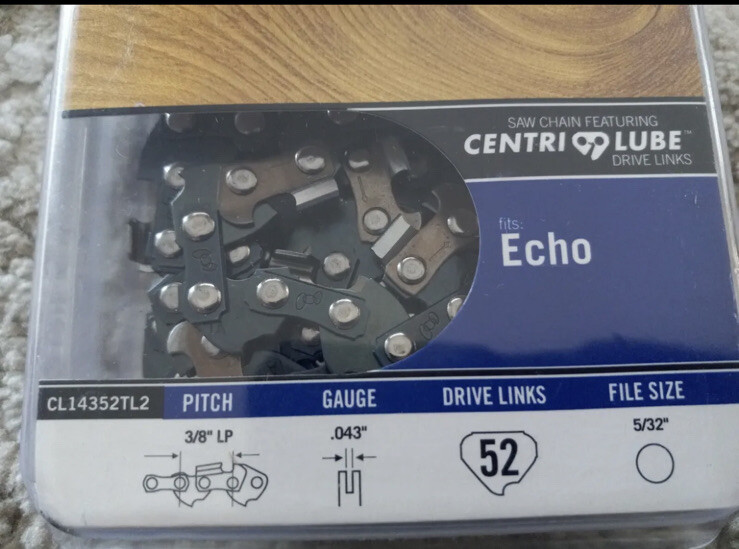 SAW CHAIN FEATURING
CENTRI LUBE™
DRIVE LINKS
fits:
Echo
CL14352TL2 PITCH GAUGE DRIVE LINKS FILE SIZE
3/8" LP .043" 52 5/32"